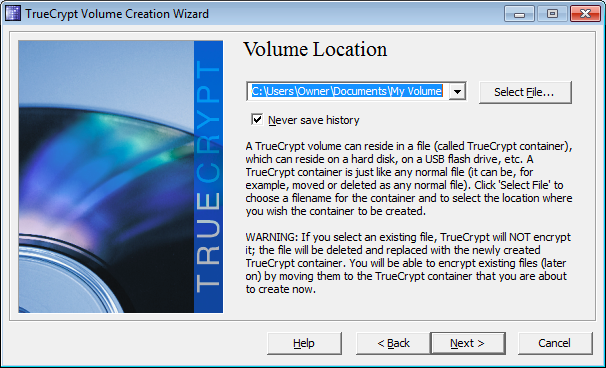 TrueCrypt Volume Creation Wizard
TRUECRYPT
Volume Location
C:\Users\Owner\Documents\My Volume
Select File...
Never save history
A TrueCrypt volume can reside in a file (called TrueCrypt container),
which can reside on a hard disk, on a USB flash drive, etc. A
TrueCrypt container is just like any normal file (it can be, for
example, moved or deleted as any normal file). Click 'Select File' to
choose a filename for the container and to select the location where
you wish the container to be created.
WARNING: If you select an existing file, TrueCrypt will NOT encrypt
it; the file will be deleted and replaced with the newly created
TrueCrypt container. You will be able to encrypt existing files (later
on) by moving them to the TrueCrypt container that you are about
to create now.
Help
< Back
Next >
Cancel